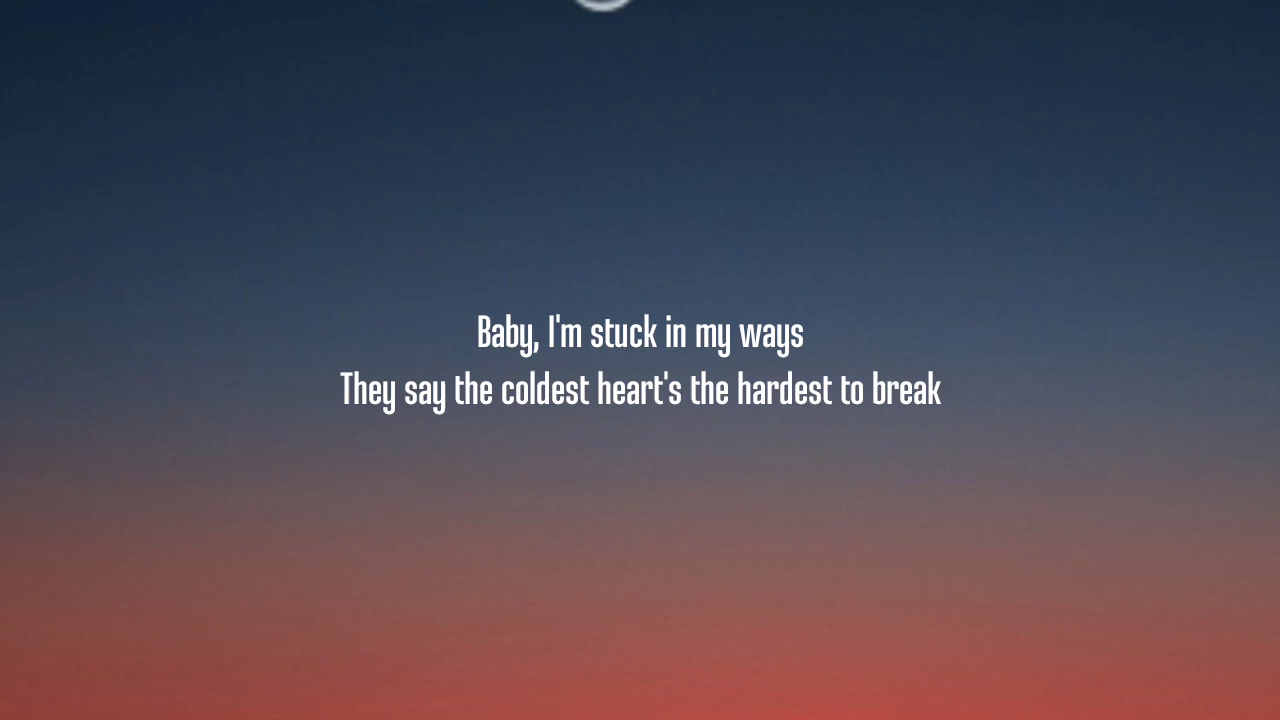 Baby, I'm stuck in my ways
They say the coldest heart's the hardest to break